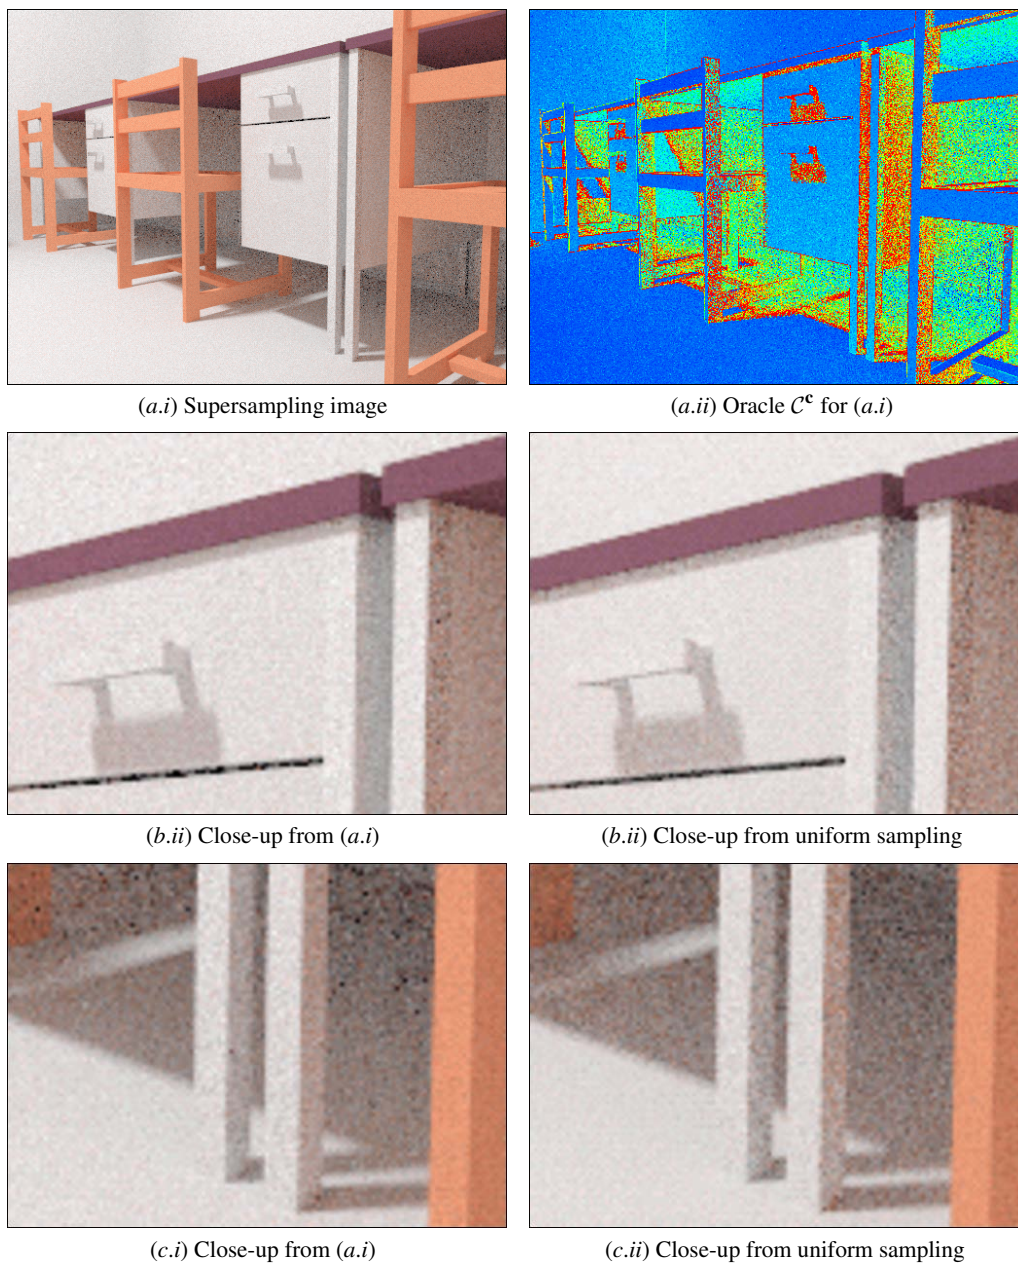 (a.i) Supersampling image
(a.ii) Oracle 𝒞ᶜ for (a.i)
(b.ii) Close-up from (a.i)
(b.ii) Close-up from uniform sampling
(c.i) Close-up from (a.i)
(c.ii) Close-up from uniform sampling